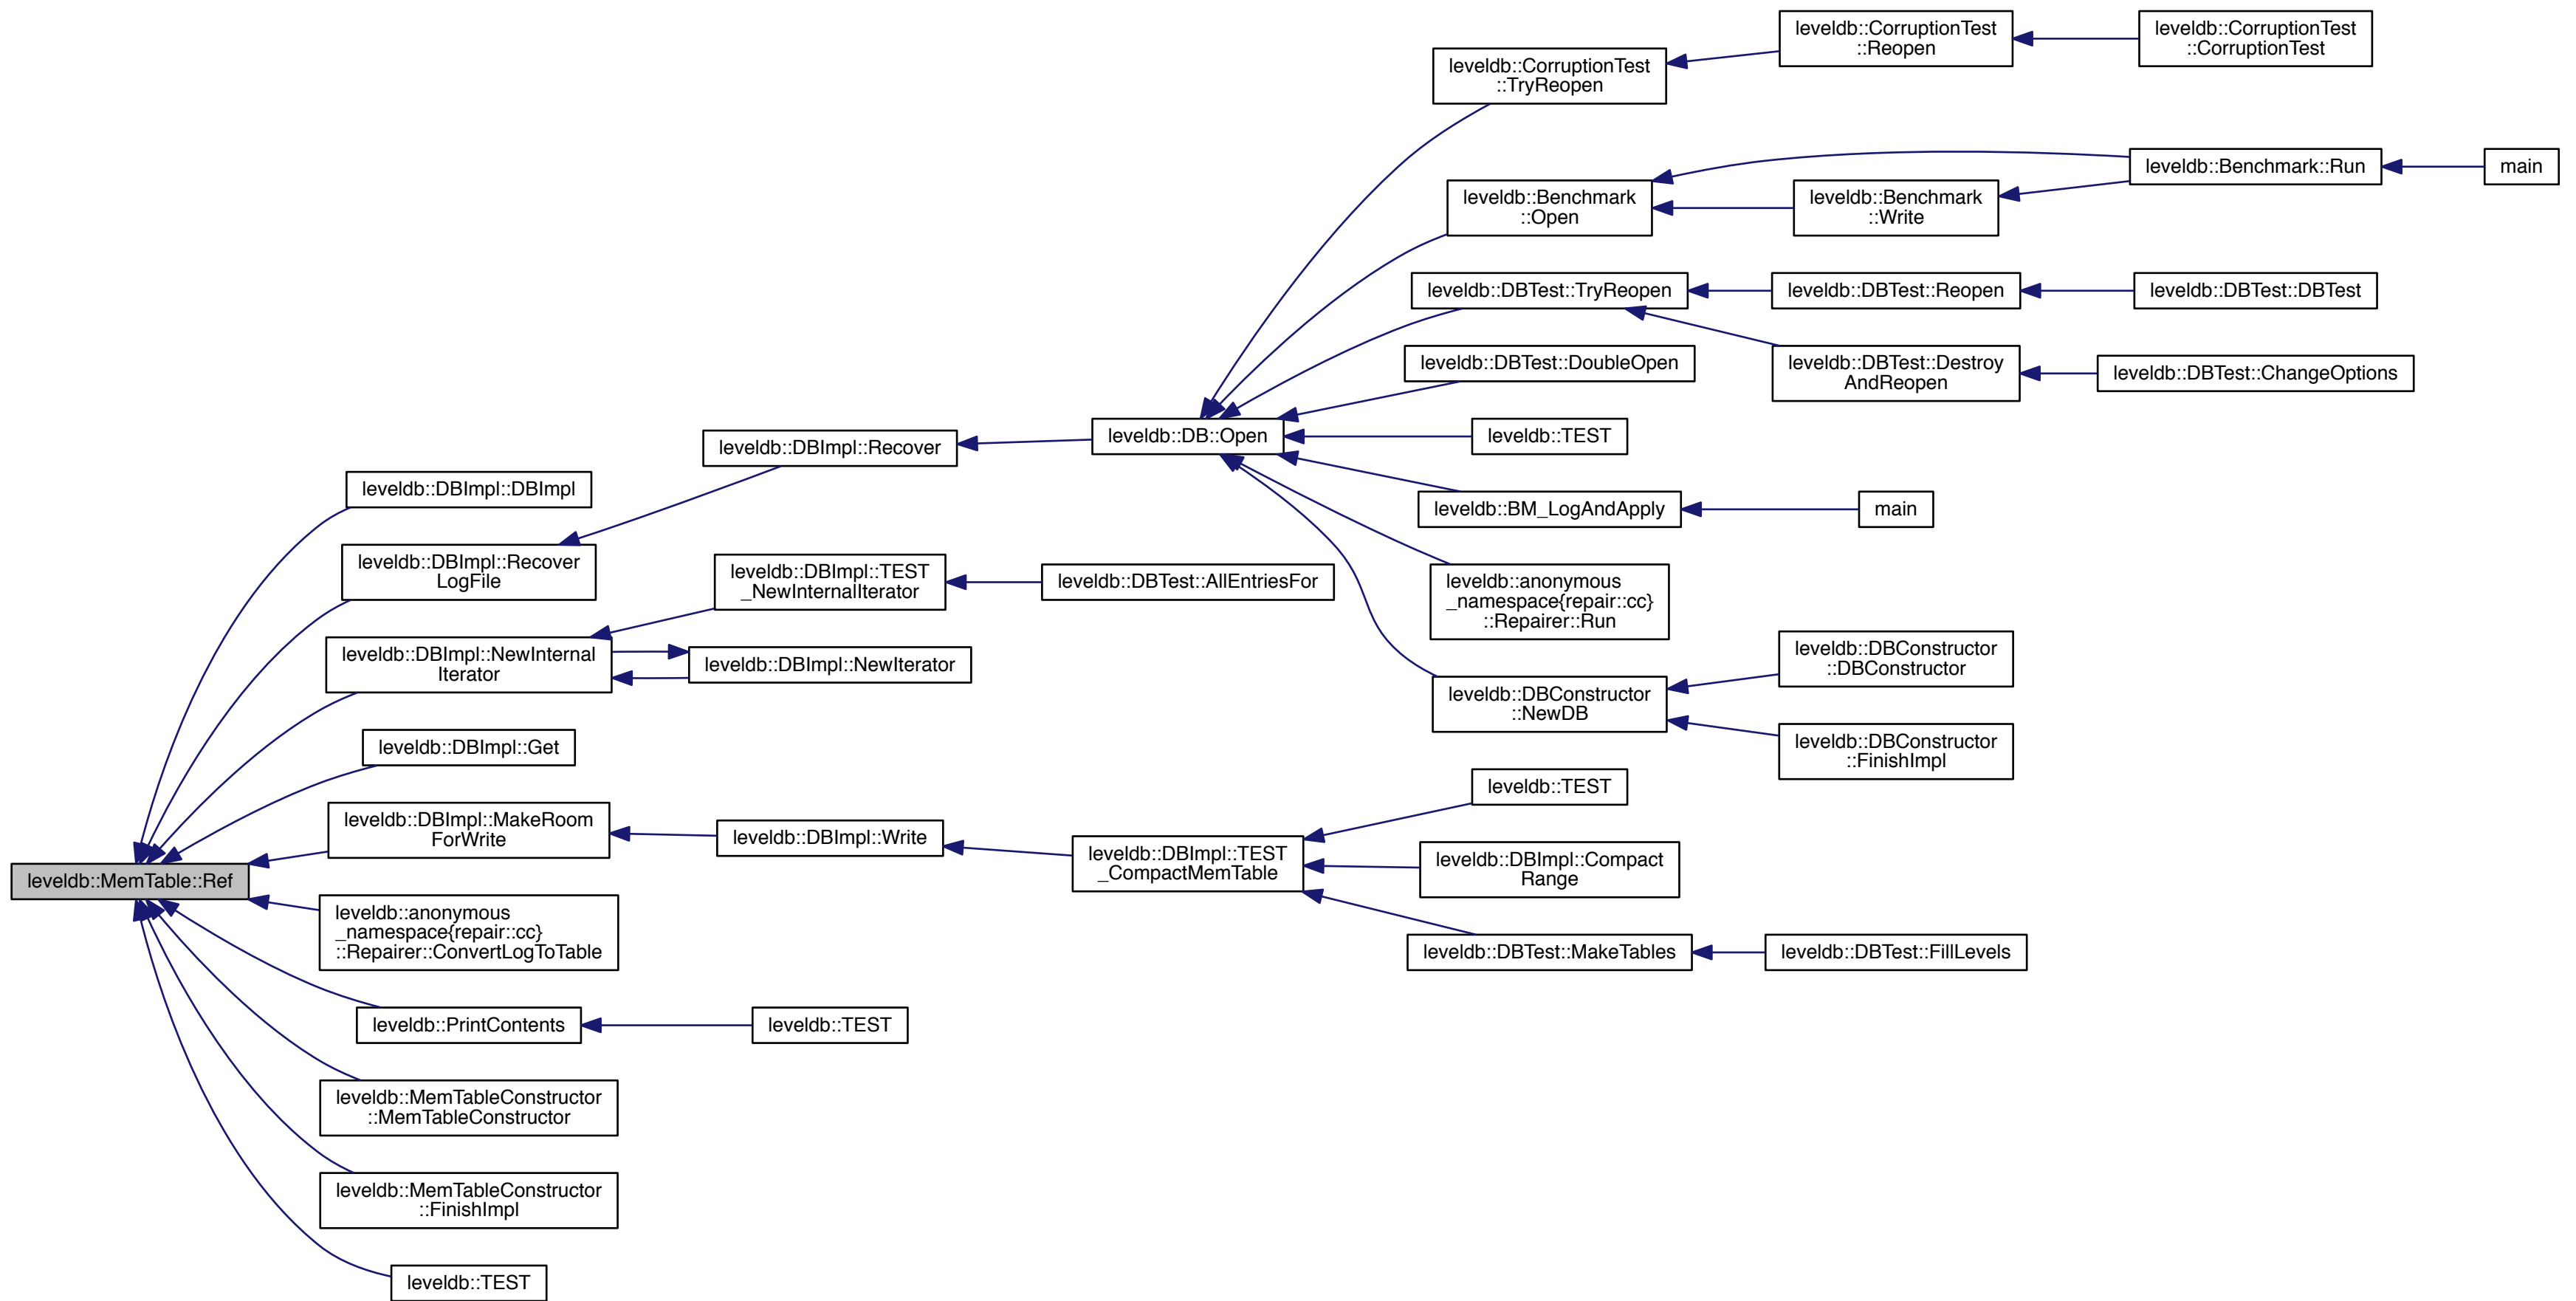 leveldb::MemTable::Ref
leveldb::DBImpl::DBImpl
leveldb::DBImpl::Recover
LogFile
leveldb::DBImpl::Recover
leveldb::DB::Open
leveldb::CorruptionTest
::TryReopen
leveldb::CorruptionTest
::Reopen
leveldb::CorruptionTest
::CorruptionTest
leveldb::Benchmark
::Open
leveldb::Benchmark
::Write
leveldb::Benchmark::Run
main
leveldb::DBTest::TryReopen
leveldb::DBTest::Reopen
leveldb::DBTest::DBTest
leveldb::DBTest::Destroy
AndReopen
leveldb::DBTest::ChangeOptions
leveldb::DBTest::DoubleOpen
leveldb::TEST
leveldb::BM_LogAndApply
main
leveldb::anonymous
_namespace{repair::cc}
::Repairer::Run
leveldb::DBConstructor
::NewDB
leveldb::DBConstructor
::DBConstructor
leveldb::DBConstructor
::FinishImpl
leveldb::DBImpl::NewInternal
Iterator
leveldb::DBImpl::TEST
_NewInternalIterator
leveldb::DBTest::AllEntriesFor
leveldb::DBImpl::NewIterator
leveldb::DBImpl::Get
leveldb::DBImpl::MakeRoom
ForWrite
leveldb::DBImpl::Write
leveldb::DBImpl::TEST
_CompactMemTable
leveldb::TEST
leveldb::DBImpl::Compact
Range
leveldb::DBTest::MakeTables
leveldb::DBTest::FillLevels
leveldb::anonymous
_namespace{repair::cc}
::Repairer::ConvertLogToTable
leveldb::PrintContents
leveldb::TEST
leveldb::MemTableConstructor
::MemTableConstructor
leveldb::MemTableConstructor
::FinishImpl
leveldb::TEST